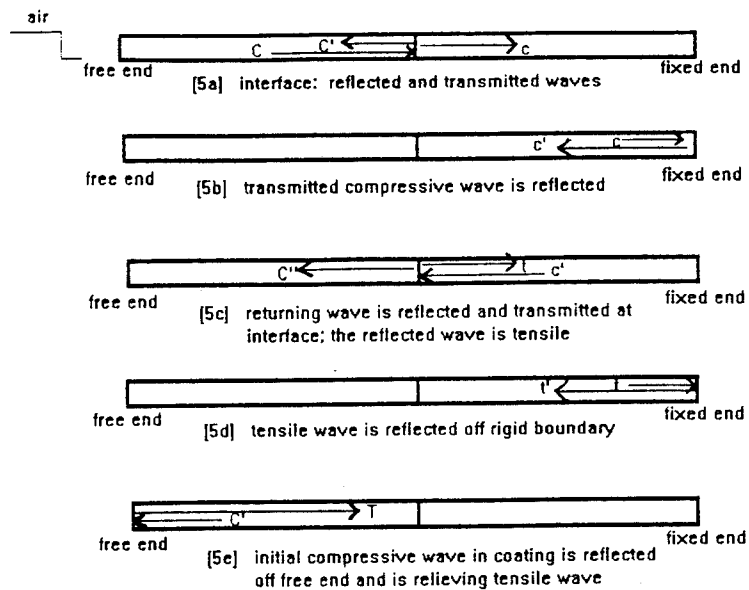 air
C C' c
free end fixed end
[5a] interface: reflected and transmitted waves
c' c
free end fixed end
[5b] transmitted compressive wave is reflected
C" t c'
free end fixed end
[5c] returning wave is reflected and transmitted at
interface; the reflected wave is tensile
t' t
free end fixed end
[5d] tensile wave is reflected off rigid boundary
C' T
free end fixed end
[5e] initial compressive wave in coating is reflected
off free end and is relieving tensile wave